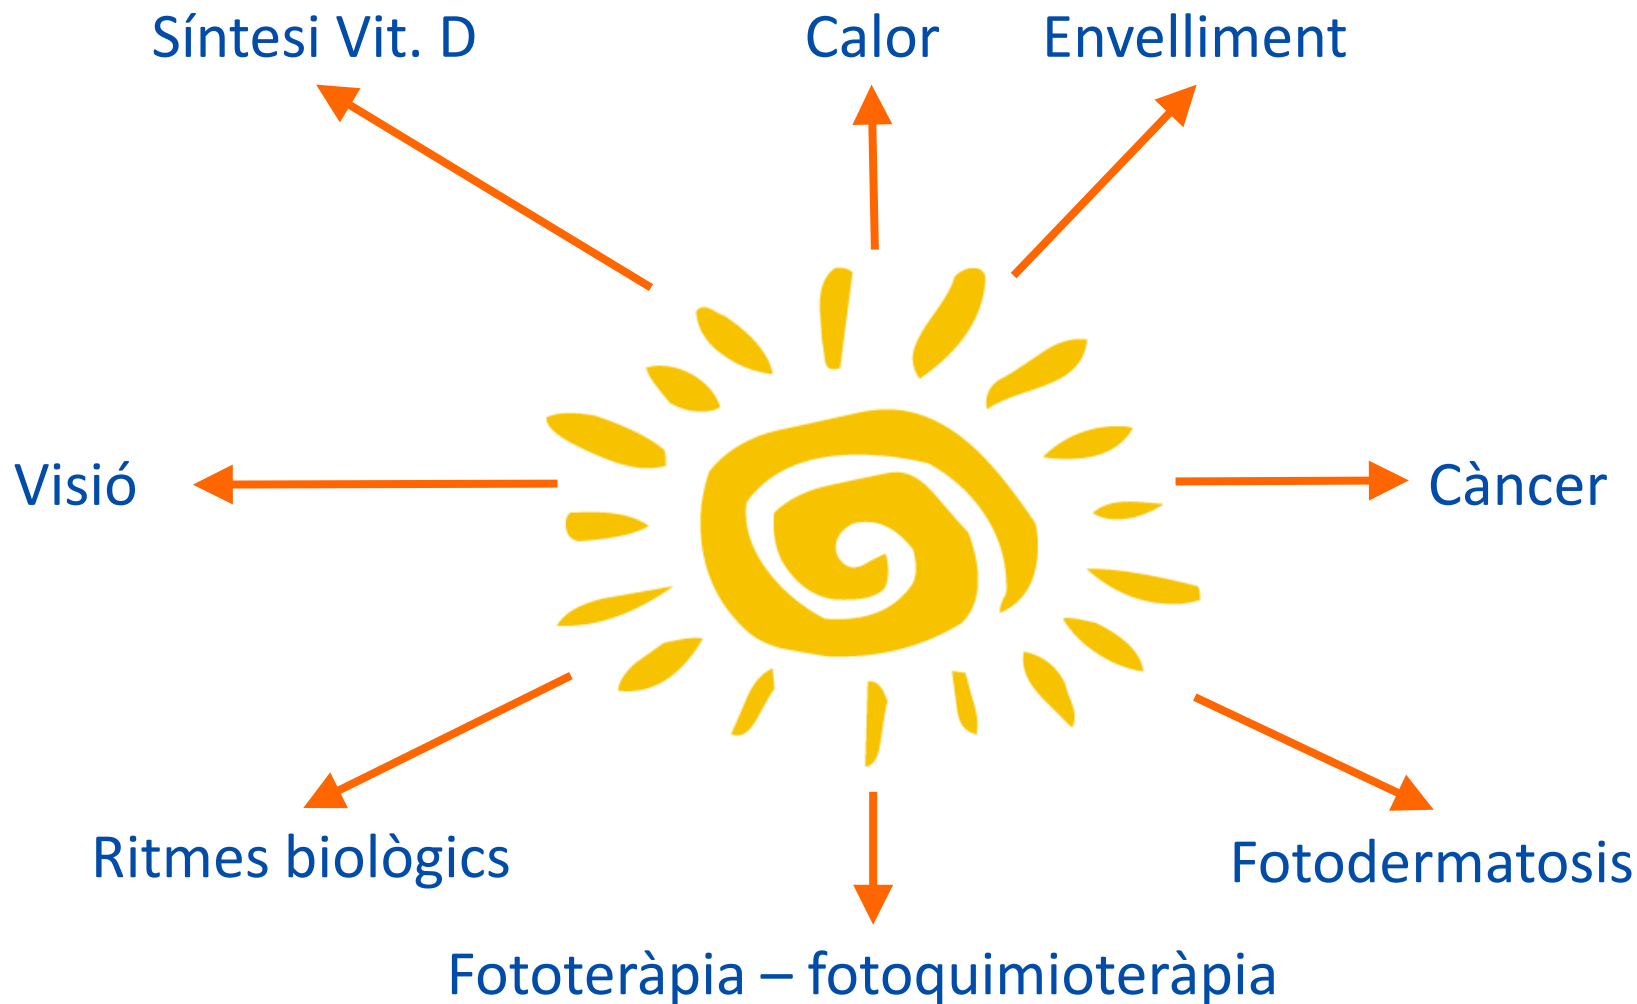 Síntesi Vit. D
Calor
Envelliment
Visió
Càncer
Ritmes biològics
Fotodermatosis
Fototeràpia – fotoquimioteràpia